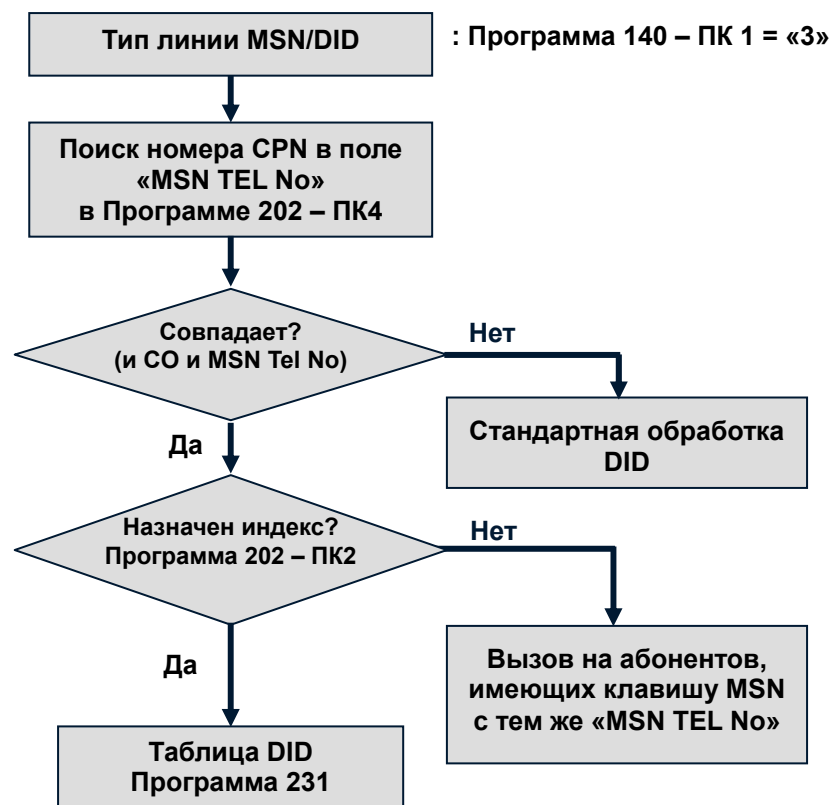 Тип линии MSN/DID
: Программа 140 – ПК 1 = «3»
Поиск номера CPN в поле
«MSN TEL No»
в Программе 202 – ПК4
Совпадает?
(и CO и MSN Tel No)
Нет
Стандартная обработка
DID
Да
Назначен индекс?
Программа 202 – ПК2
Нет
Вызов на абонентов,
имеющих клавишу MSN
с тем же «MSN TEL No»
Да
Таблица DID
Программа 231